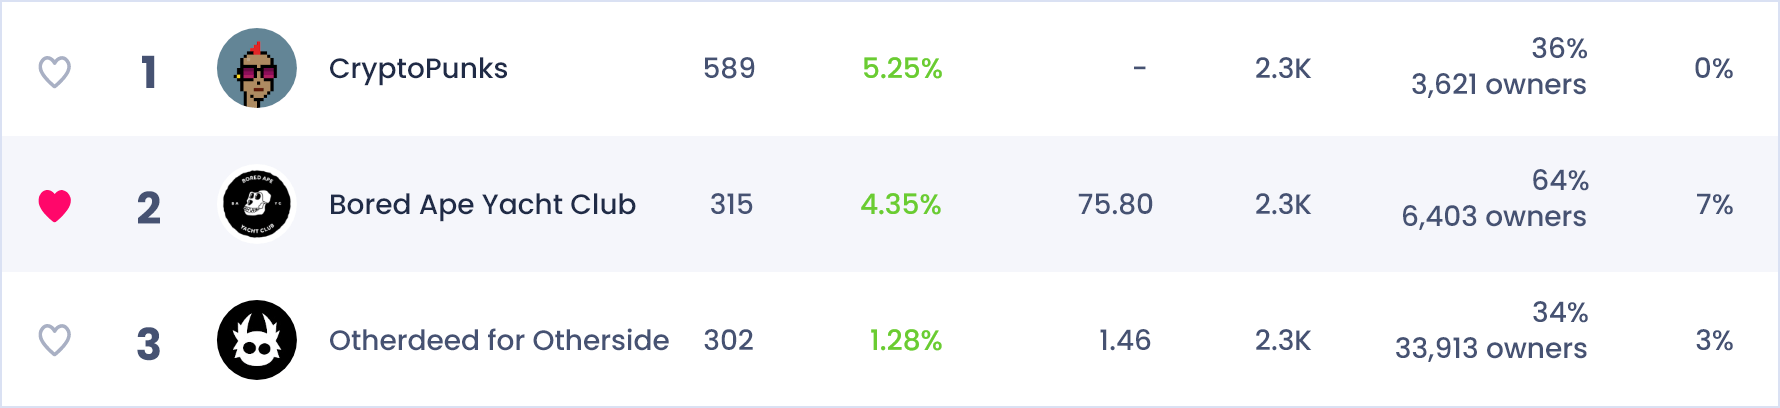 1 CryptoPunks 589 5.25% - 2.3K 36% 0%
3,621 owners
BORED APE
YACHT CLUB
2 Bored Ape Yacht Club 315 4.35% 75.80 2.3K 64% 7%
6,403 owners
3 Otherdeed for Otherside 302 1.28% 1.46 2.3K 34% 3%
33,913 owners